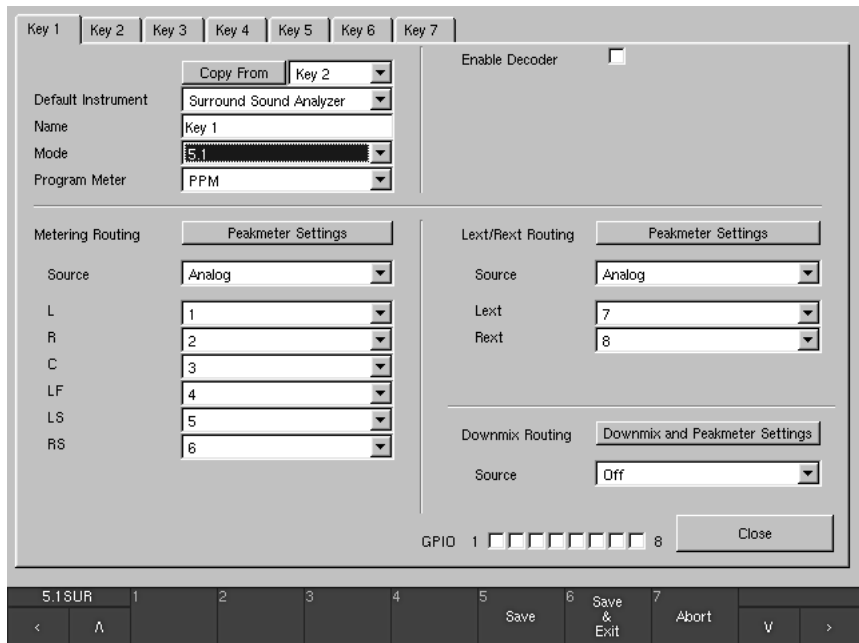 Key 1 Key 2 Key 3 Key 4 Key 5 Key 6 Key 7
Copy From Key 2
Default Instrument Surround Sound Analyzer
Name Key 1
Mode 5.1
Program Meter PPM
Enable Decoder
Metering Routing Peakmeter Settings
Source Analog
L 1
R 2
C 3
LF 4
LS 5
RS 6
Lext/Rext Routing Peakmeter Settings
Source Analog
Lext 7
Rext 8
Downmix Routing Downmix and Peakmeter Settings
Source Off
GPIO 1 8
Close
5.1SUR 1 2 3 4 5 6 7
< Λ Save Save & Exit Abort V >